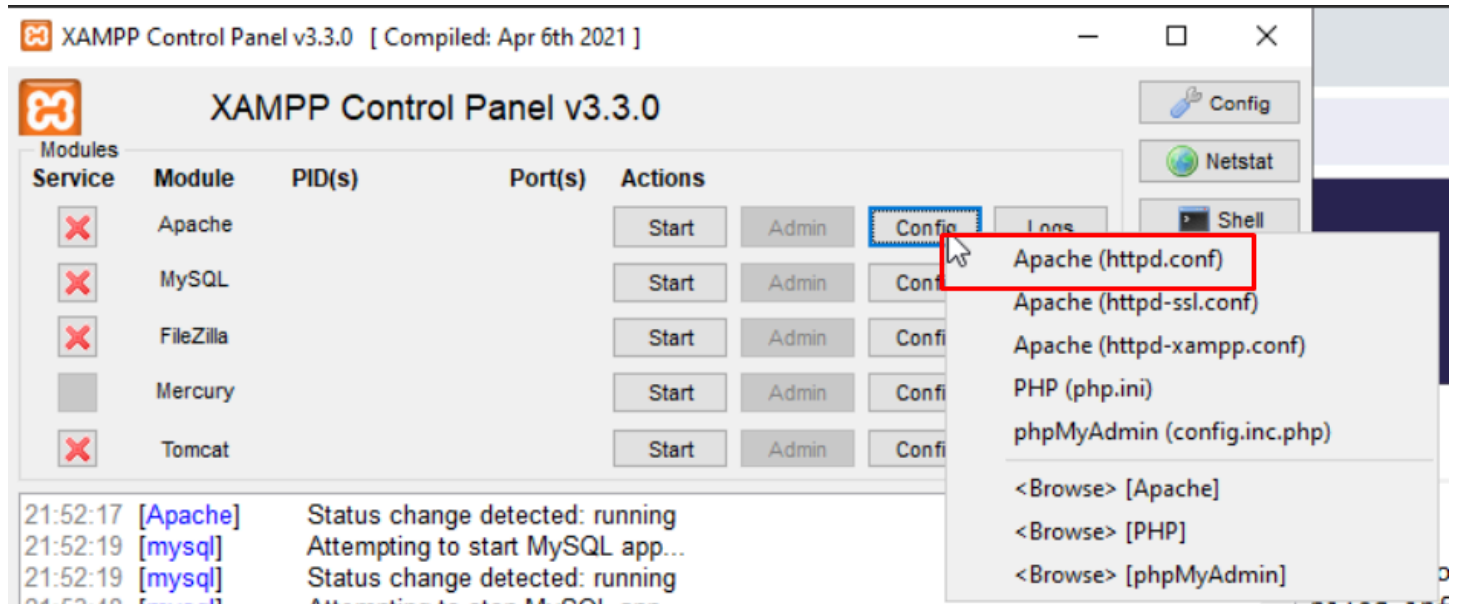 XAMPP Control Panel v3.3.0 [ Compiled: Apr 6th 2021 ]
XAMPP Control Panel v3.3.0
Config
Netstat
Shell
Modules
Service Module PID(s) Port(s) Actions
Apache Start Admin Config Logs
MySQL Start Admin
FileZilla Start Admin
Mercury Start Admin
Tomcat Start Admin
Apache (httpd.conf)
Apache (httpd-ssl.conf)
Apache (httpd-xampp.conf)
PHP (php.ini)
phpMyAdmin (config.inc.php)
<Browse> [Apache]
<Browse> [PHP]
<Browse> [phpMyAdmin]
21:52:17 [Apache] Status change detected: running
21:52:19 [mysql] Attempting to start MySQL app...
21:52:19 [mysql] Status change detected: running